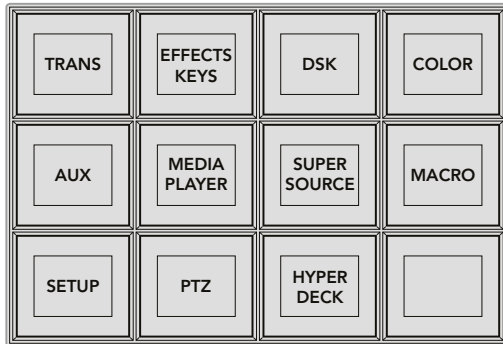 TRANS
EFFECTS
KEYS
DSK
COLOR
AUX
MEDIA
PLAYER
SUPER
SOURCE
MACRO
SETUP
PTZ
HYPER
DECK